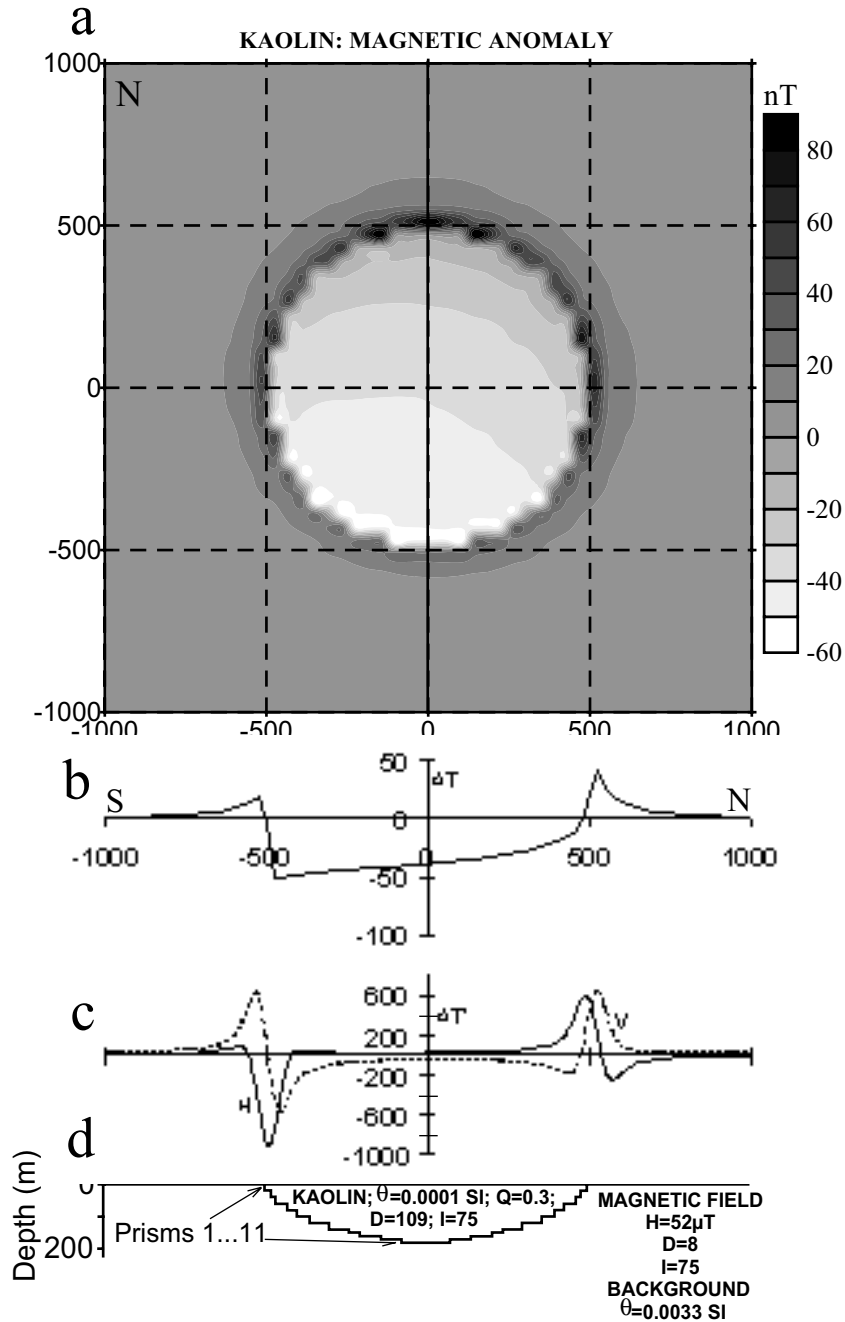 a
KAOLIN: MAGNETIC ANOMALY
1000
N
nT
80
500
60
40
20
0
0
-20
-500
-40
-60
-1000
-1000 -500 0 500 1000
b
50
ΔT
S
N
0
-1000 -500 0 500 1000
-50
-100
c
600
ΔT
V
200
-200
H
-600
-1000
d
Depth (m)
0
KAOLIN; θ=0.0001 SI; Q=0.3;
D=109; I=75
Prisms 1...11
200
MAGNETIC FIELD
H=52µT
D=8
I=75
BACKGROUND
θ=0.0033 SI